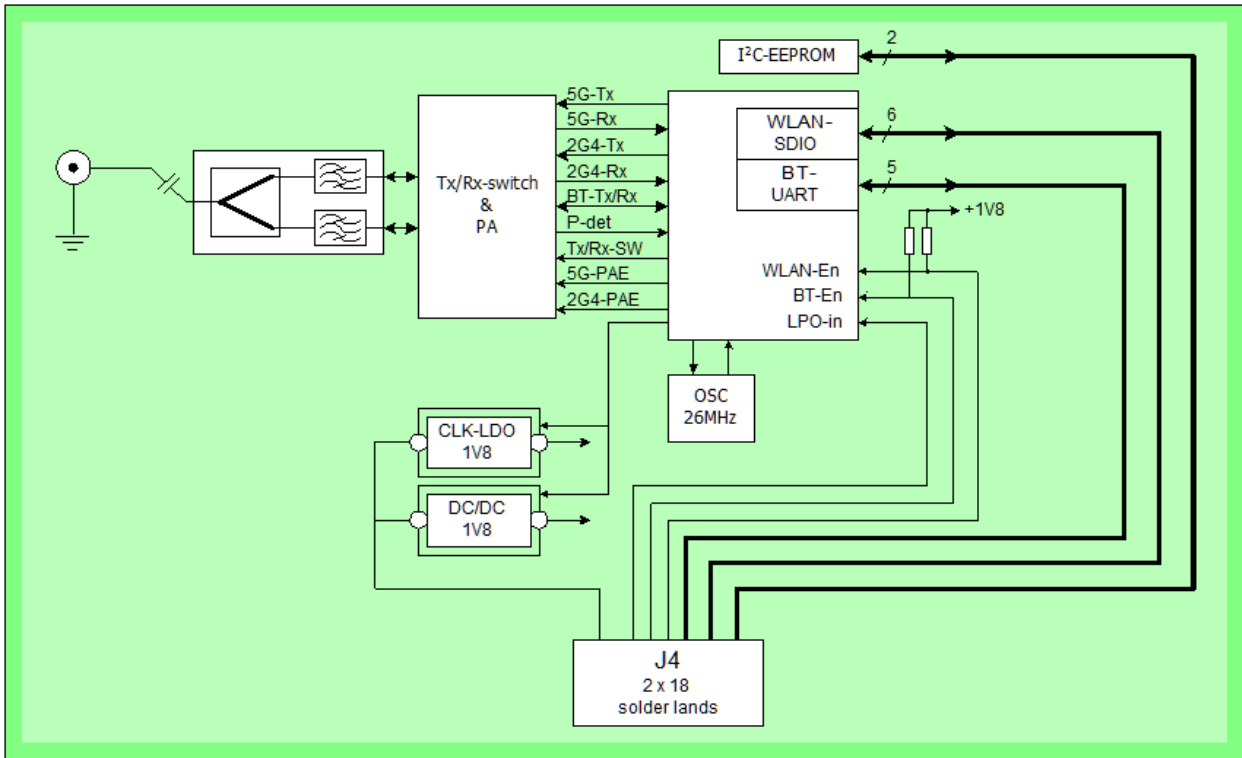 2
I²C-EEPROM
5G-Tx
5G-Rx
2G4-Tx
2G4-Rx
BT-Tx/Rx
P-det
Tx/Rx-SW
5G-PAE
2G4-PAE
Tx/Rx-switch
&
PA
WLAN-
SDIO
6
BT-
UART
5
+1V8
WLAN-En
BT-En
LPO-in
OSC
26MHz
CLK-LDO
1V8
DC/DC
1V8
J4
2 x 18
solder lands